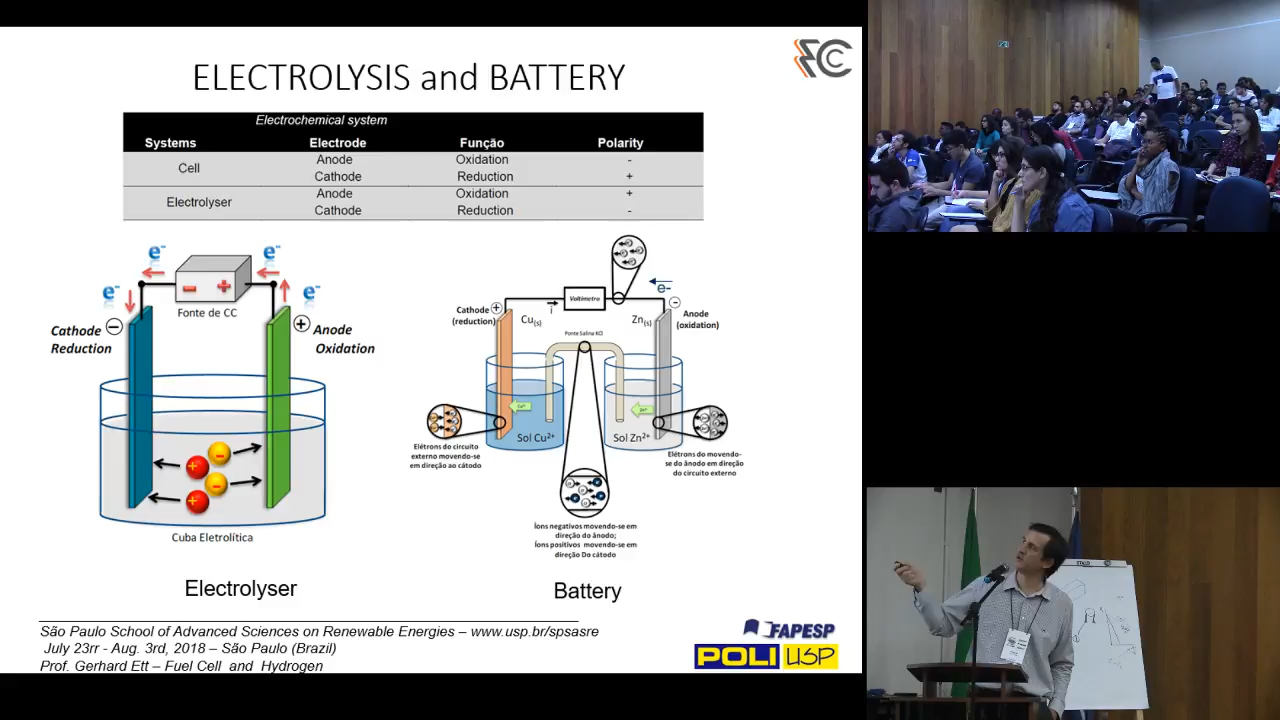 ELECTROLYSIS and BATTERY
Electrochemical system
Systems Electrode Função Polarity
Cell
Anode Oxidation -
Cathode Reduction +
Electrolyser
Anode Oxidation +
Cathode Reduction -
e-
e-
e-
e-
- +
Fonte de CC
Cathode
Reduction
-
+
Anode
Oxidation
+ -
+ -
Cuba Eletrolítica
Electrolyser
Voltímetro
i
e-
Cathode +
(reduction)
Cu(s)
Zn(s)
-
Anode
(oxidation)
Ponte Salina KCl
Cu2+
Zn2+
Sol Cu2+
Sol Zn2+
Elétrons do circuito
externo movendo-se
em direção ao cátodo
Elétrons do movendo-
se do ânodo em direção
do circuito externo
Íons negativos movendo-se em
direção do ânodo;
Íons positivos movendo-se em
direção Do cátodo
Battery
São Paulo School of Advanced Sciences on Renewable Energies – www.usp.br/spsasre
July 23rr - Aug. 3rd, 2018 – São Paulo (Brazil)
Prof. Gerhard Ett – Fuel Cell and Hydrogen
FAPESP
POLI USP